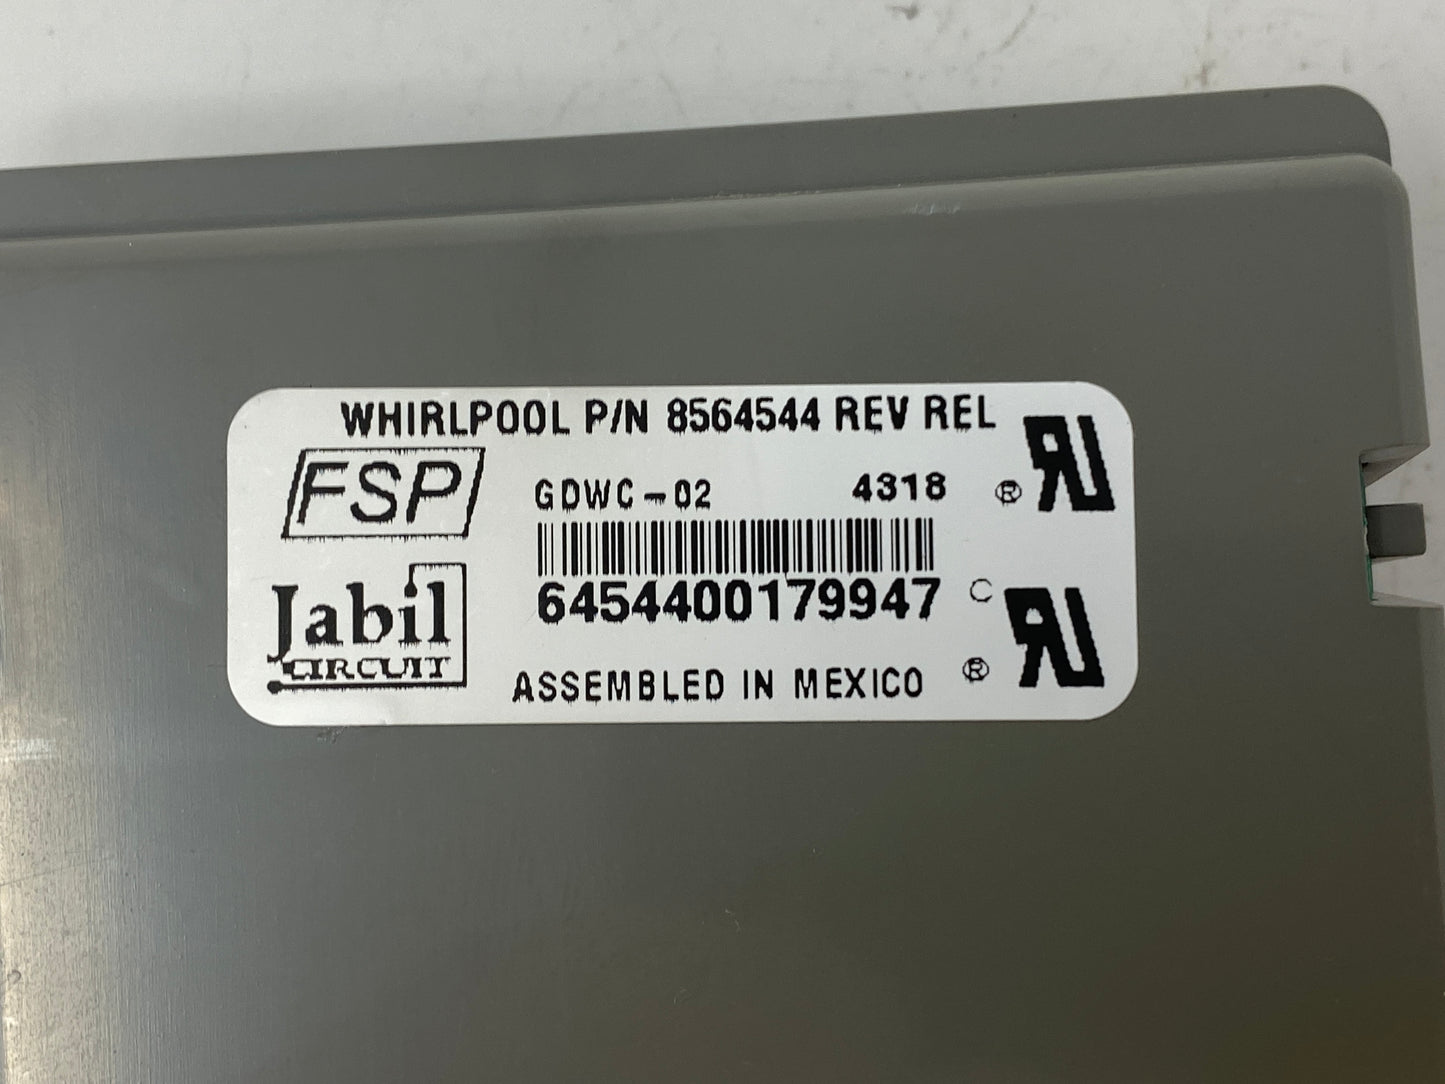 WHIRLPOOL P/N 8564544 REV REL
FSP
GDWC-02 4318 ®
Jabil
CIRCUIT
6454400179947 C
ASSEMBLED IN MEXICO ®